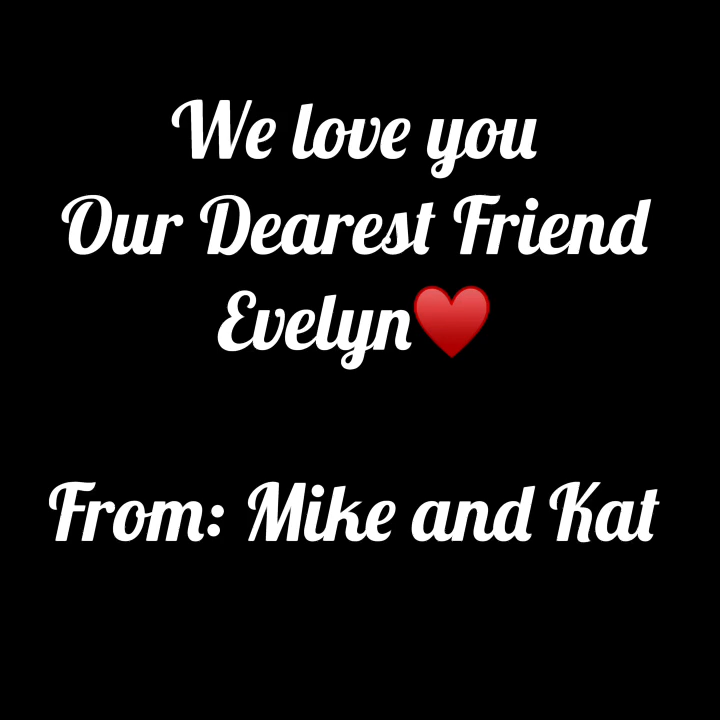 We love you
Our Dearest Friend
Evelyn♥️
From: Mike and Kat